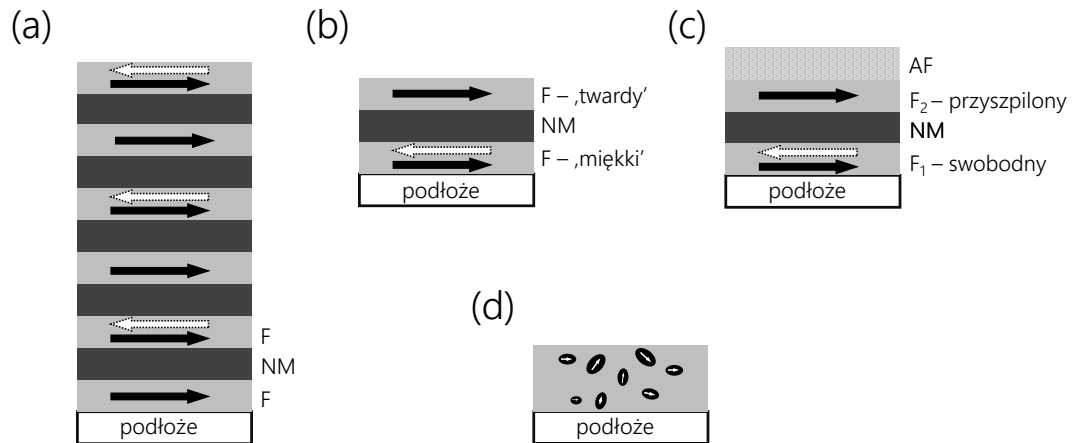 (a)
F
NM
F
podłoże
(b)
F – ‚twardy’
NM
F – ‚miękki’
podłoże
(c)
AF
F₂ – przyszpilony
NM
F₁ – swobodny
podłoże
(d)
podłoże